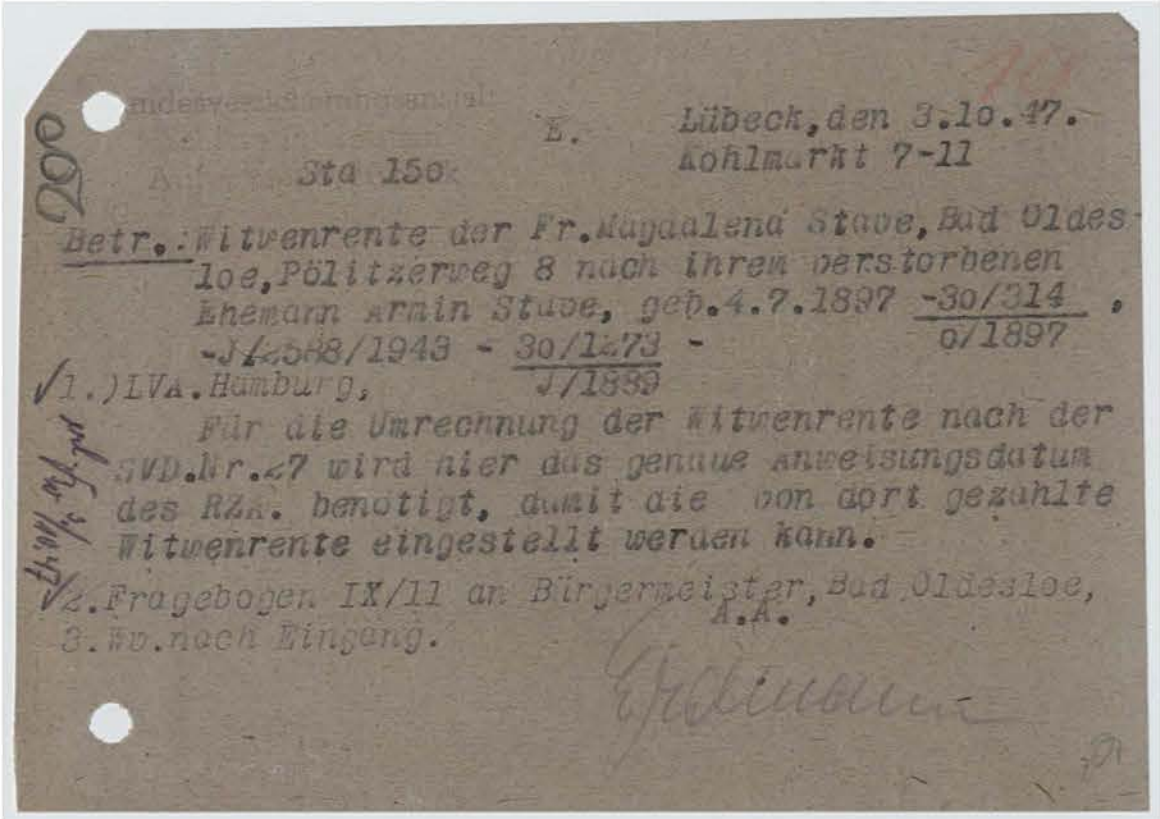 200
E. Lübeck, den 3.10.47.
Kohlmarkt 7-11
Sta 150
Betr.: Witwenrente der Fr. Magdalena Stave, Bad Oldes-
loe, Pölitzerweg 8 nach ihrem verstorbenen
Ehemann Armin Stave, geb. 4.7.1897 -30/314 ,
0/1897
-J/2588/1943 - 30/1273 -
J/1889
1.) LVA. Hamburg,
Für die Umrechnung der Witwenrente nach der
SVD. Nr. 27 wird hier das genaue Anweisungsdatum
des RZA. benötigt, damit die von dort gezahlte
Witwenrente eingestellt werden kann.
2. Fragebogen IX/11 an Bürgermeister, Bad Oldesloe,
3. Wv. nach Eingang.
A.A.